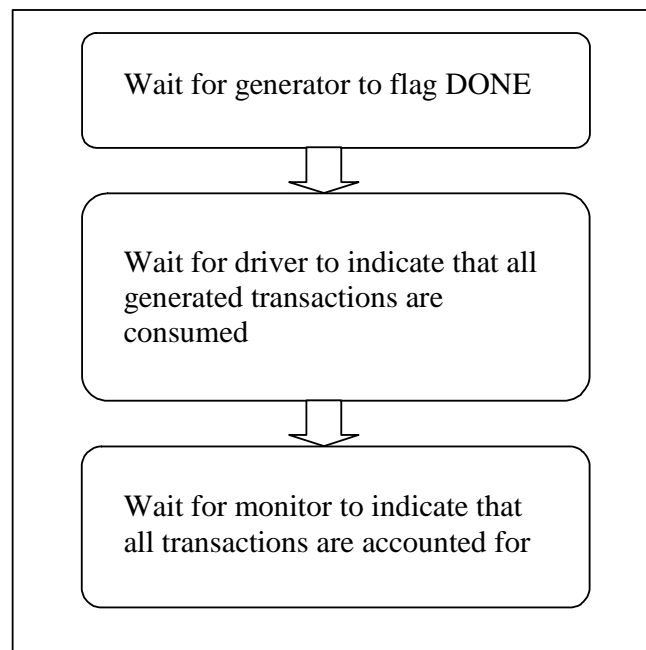 Wait for generator to flag DONE
Wait for driver to indicate that all
generated transactions are
consumed
Wait for monitor to indicate that
all transactions are accounted for